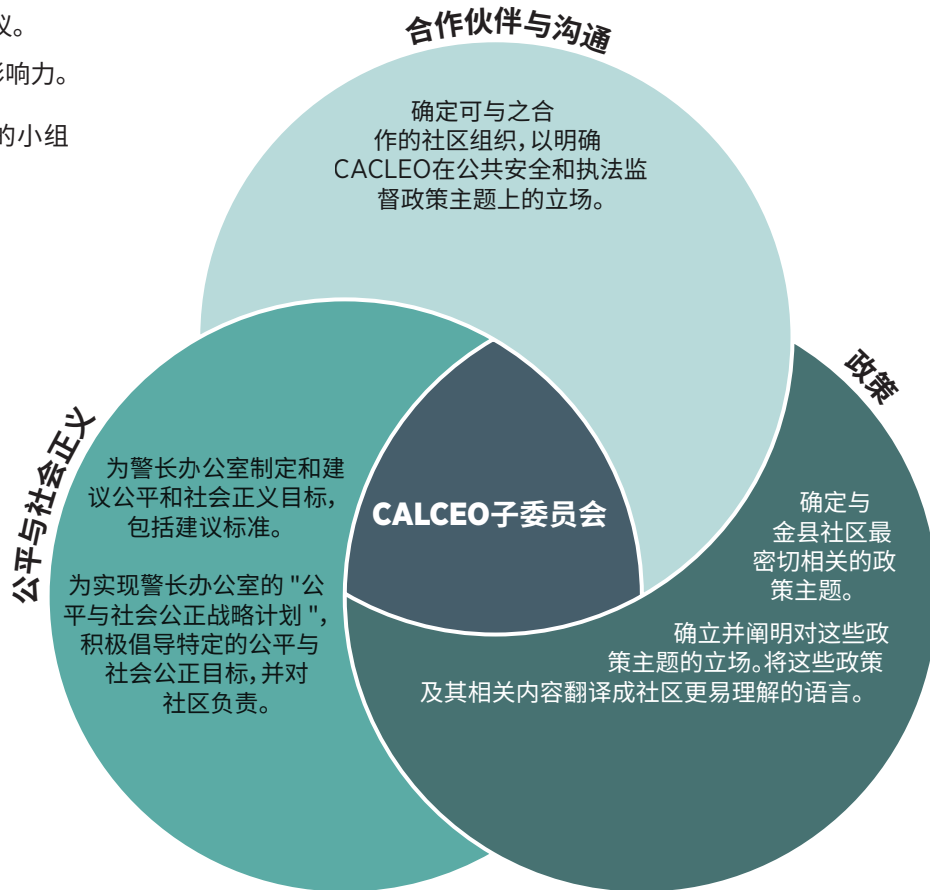 议。
影响力。
的小组
合作伙伴与沟通
确定可与之合
作的社区组织，以明确
CACLEO在公共安全和执法监
督政策主题上的立场。
政策
公平与社会正义
为警长办公室制定和建
议公平和社会正义目标，
包括建议标准。
为实现警长办公室的 "公
平与社会公正战略计划 "，
积极倡导特定的公平与
社会公正目标，并对
社区负责。
CALCEO子委员会
确定与
金县社区最
密切相关的政
策主题。
确立并阐明对这些政
策主题的立场。将这些政策
及其相关内容翻译成社区更易理解的语言。